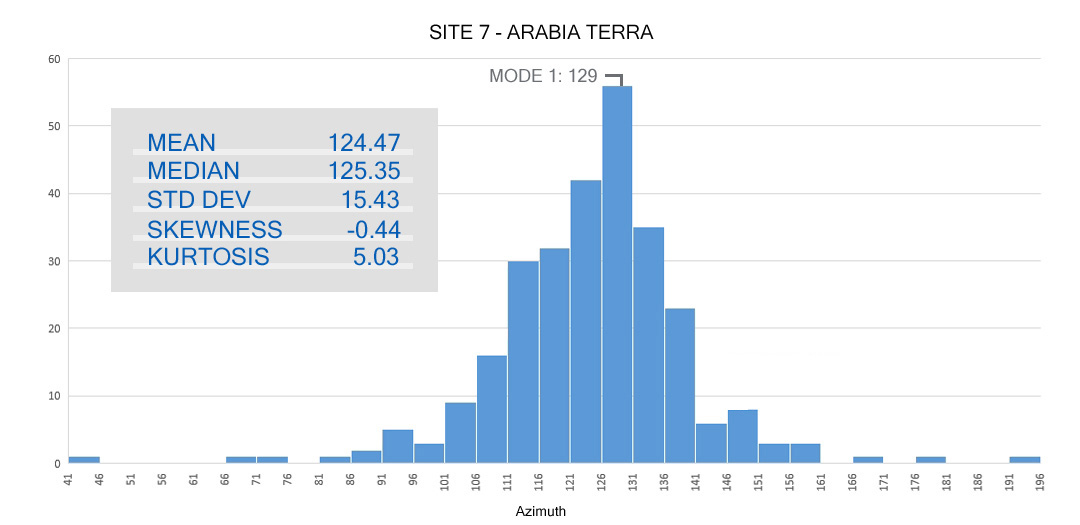 SITE 7 - ARABIA TERRA
MODE 1: 129
60
50
40
30
20
10
0
MEAN 124.47
MEDIAN 125.35
STD DEV 15.43
SKEWNESS -0.44
KURTOSIS 5.03
41 46 51 56 61 66 71 76 81 86 91 96 101 106 111 116 121 126 131 136 141 146 151 156 161 166 171 176 181 186 191 196
Azimuth